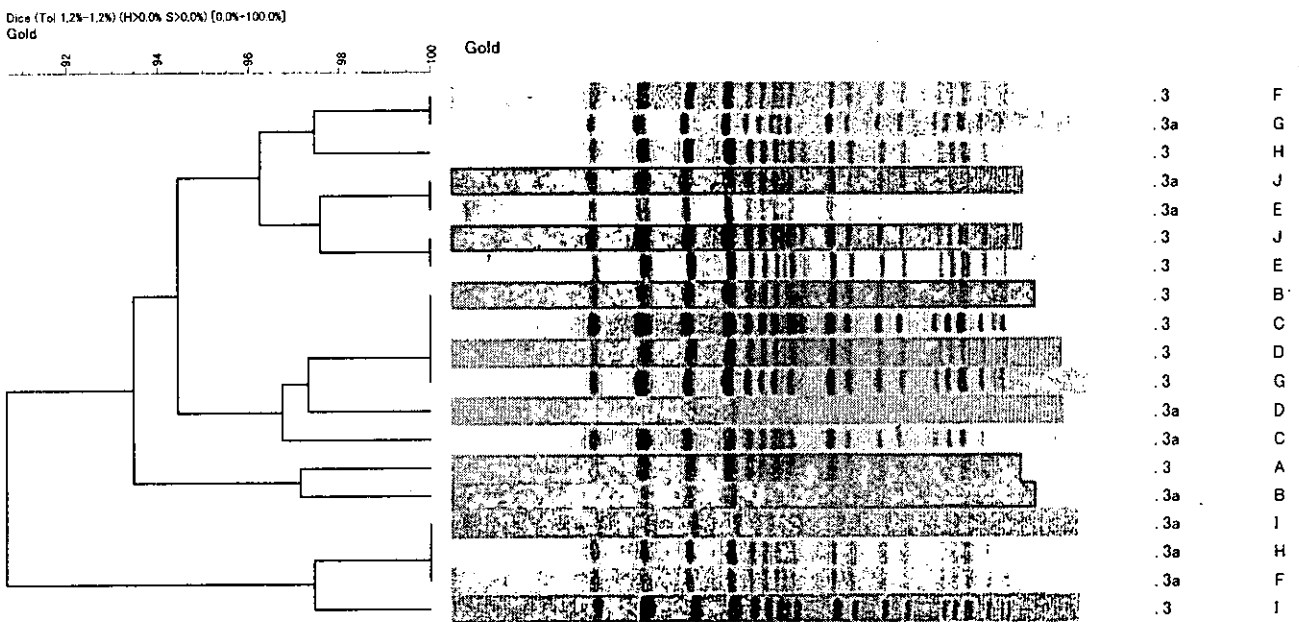 Dice (Tol 1.2%-1.2%) (H>0.0% S>0.0%) [0.0%-100.0%]
Gold
92 94 96 98 100
Gold
.3 F
.3a G
.3 H
.3a J
.3a E
.3 J
.3 E
.3 B
.3 C
.3 D
.3 G
.3a D
.3a C
.3 A
.3a B
.3a I
.3a H
.3a F
.3 I